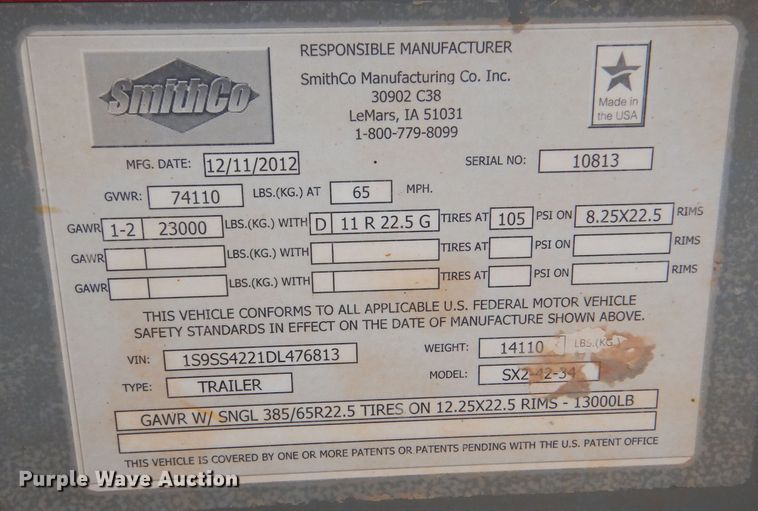 SmithCo
RESPONSIBLE MANUFACTURER
SmithCo Manufacturing Co. Inc.
30902 C38
LeMars, IA 51031
1-800-779-8099
Made in
the USA
MFG. DATE: 12/11/2012 SERIAL NO: 10813
GVWR: 74110 LBS.(KG.) AT 65 MPH.
GAWR 1-2 23000 LBS.(KG.) WITH D 11 R 22.5 G TIRES AT 105 PSI ON 8.25X22.5 RIMS
GAWR LBS.(KG.) WITH TIRES AT PSI ON RIMS
GAWR LBS.(KG.) WITH TIRES AT PSI ON RIMS
THIS VEHICLE CONFORMS TO ALL APPLICABLE U.S. FEDERAL MOTOR VEHICLE
SAFETY STANDARDS IN EFFECT ON THE DATE OF MANUFACTURE SHOWN ABOVE.
VIN: 1S9SS4221DL476813 WEIGHT: 14110 LBS.(KG.)
TYPE: TRAILER MODEL: SX2-42-34
GAWR W/ SNGL 385/65R22.5 TIRES ON 12.25X22.5 RIMS - 13000LB
THIS VEHICLE IS COVERED BY ONE OR MORE PATENTS OR PATENTS PENDING WITH THE U.S. PATENT OFFICE
Purple Wave Auction